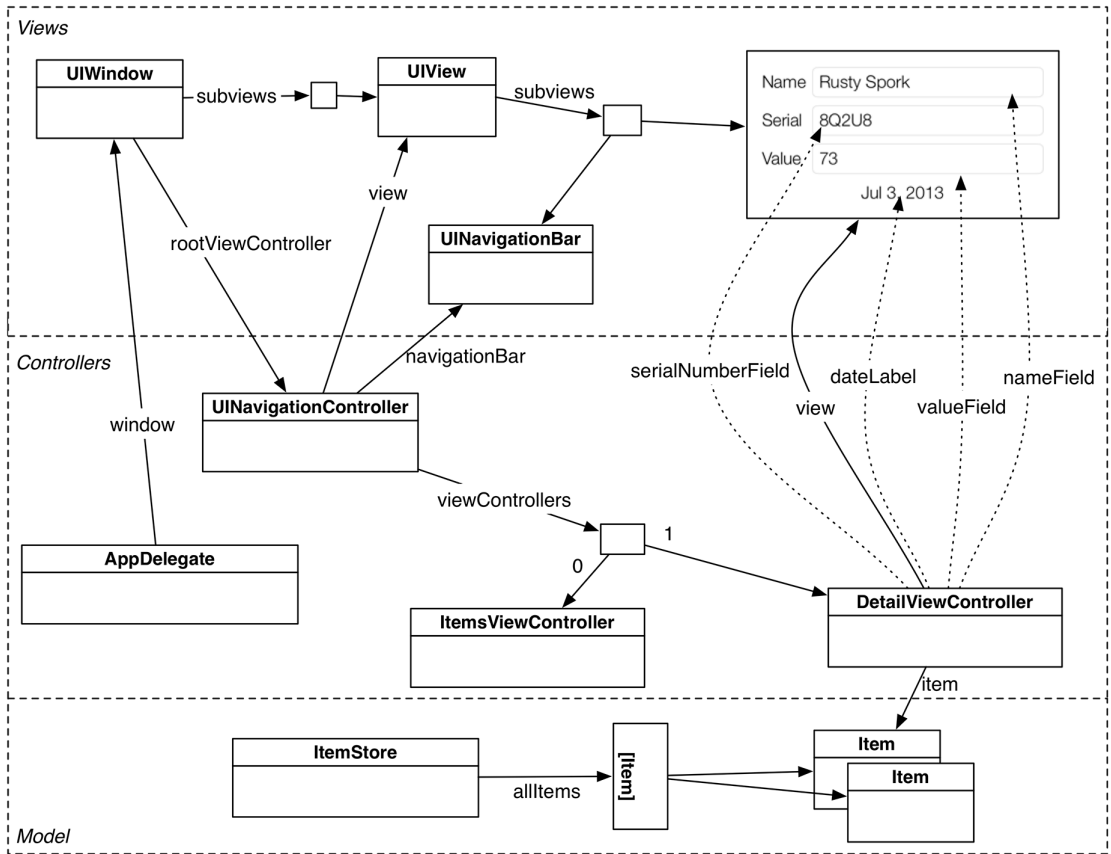 Views
UIWindow
subviews
UIView
subviews
Name Rusty Spork
Serial 8Q2U8
Value 73
Jul 3, 2013
view
rootViewController
UINavigationBar
Controllers
navigationBar
serialNumberField
dateLabel
nameField
view
valueField
UINavigationController
window
viewControllers
1
0
AppDelegate
ItemsViewController
DetailViewController
item
ItemStore
allItems
[Item]
Item
Item
Model